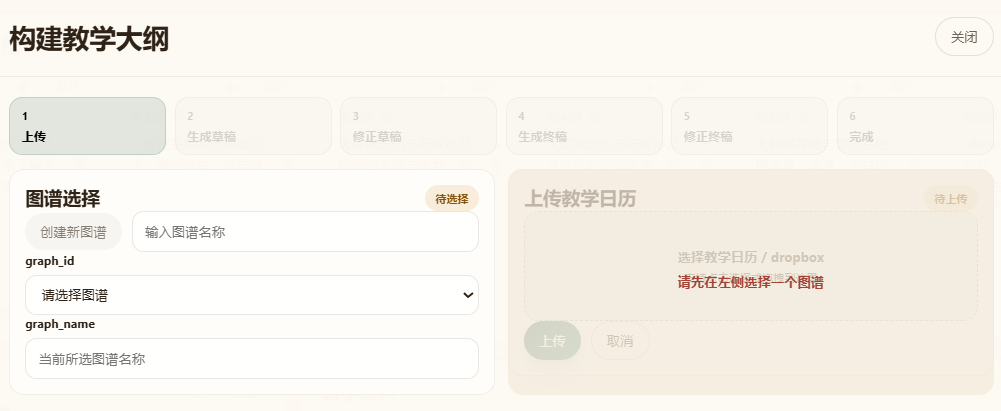 构建教学大纲
关闭
1
上传
2
生成草稿
3
修正草稿
4
生成终稿
5
修正终稿
6
完成
图谱选择
待选择
创建新图谱
输入图谱名称
graph_id
请选择图谱
graph_name
当前所选图谱名称
上传教学日历
待上传
选择教学日历 / dropbox
请先在左侧选择一个图谱
上传
取消